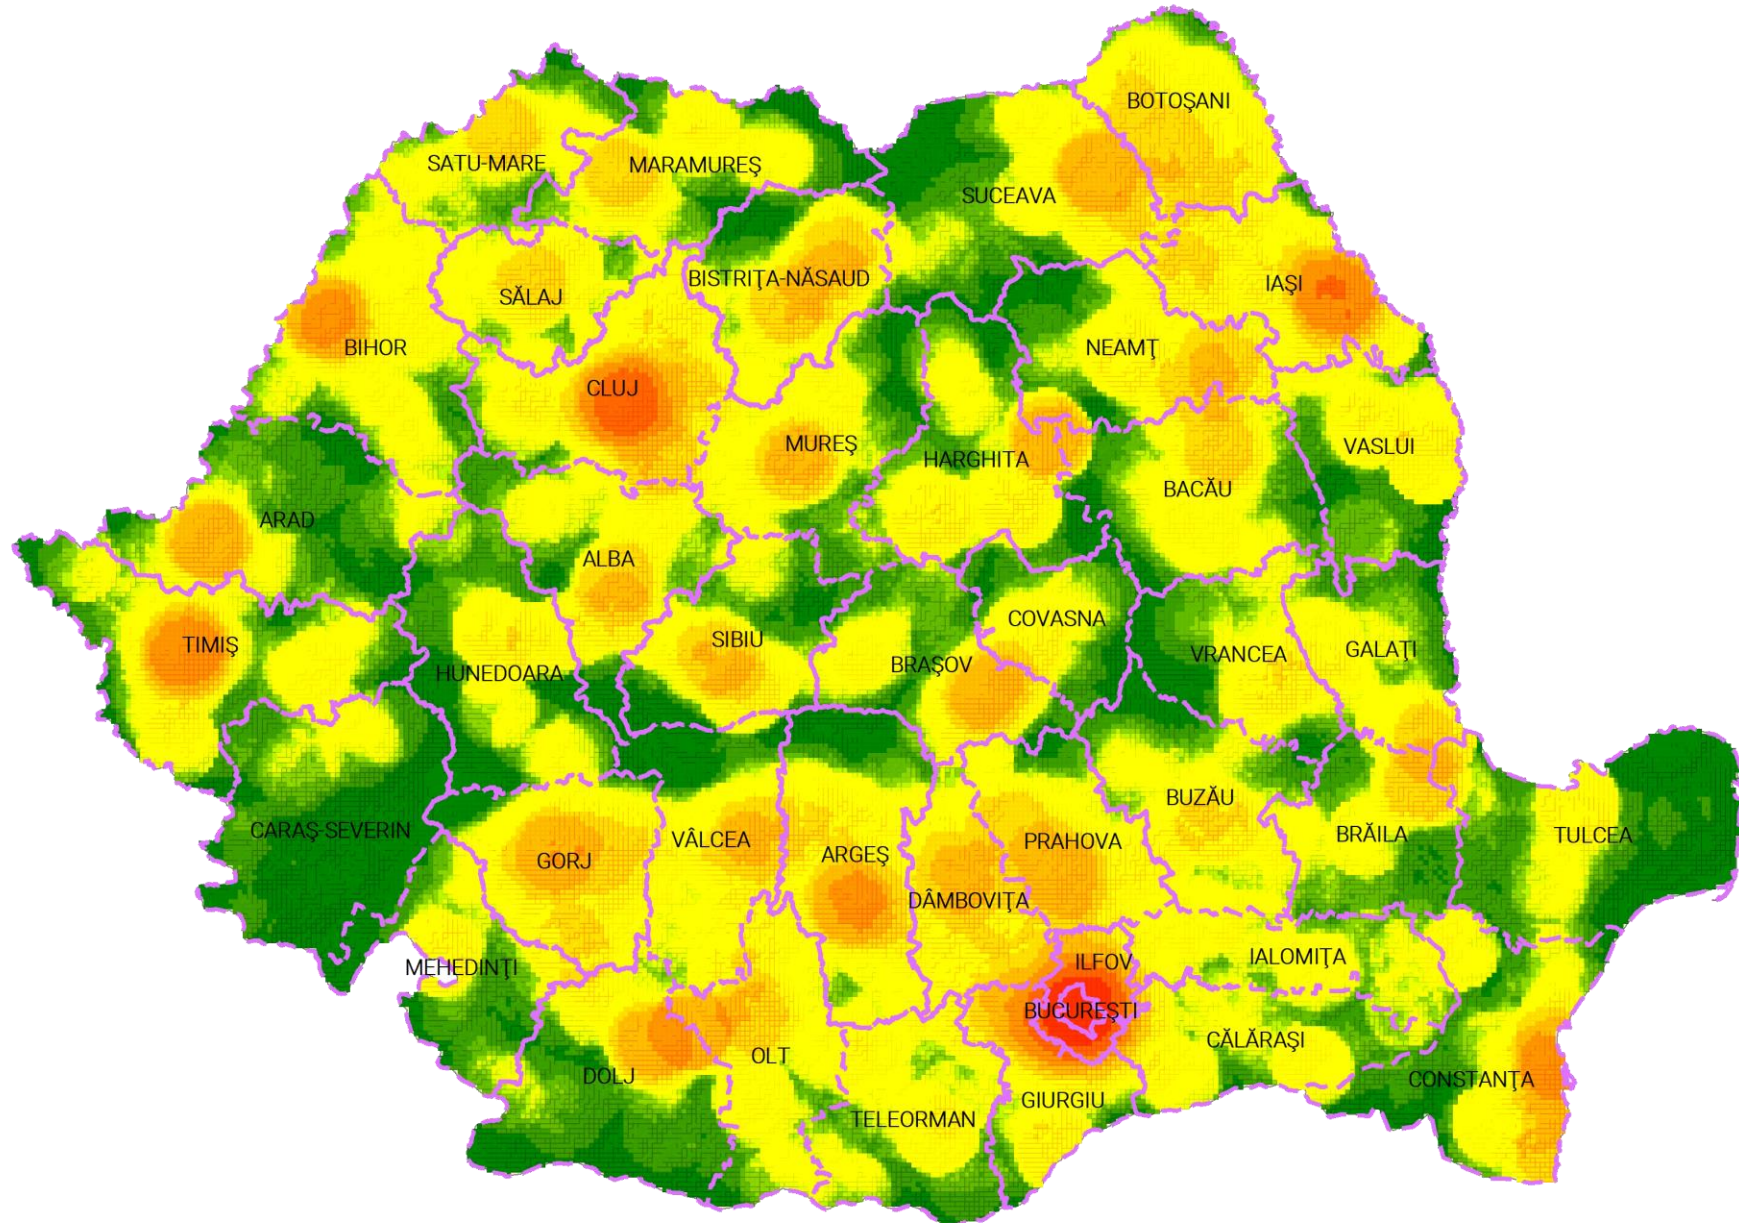 BOTOŞANI
SATU-MARE
MARAMUREŞ
SUCEAVA
BISTRIŢA-NĂSAUD
IAŞI
SĂLAJ
BIHOR
NEAMŢ
CLUJ
MUREŞ
VASLUI
HARGHITA
BACĂU
ARAD
ALBA
COVASNA
TIMIŞ
SIBIU
GALAŢI
VRANCEA
BRAŞOV
HUNEDOARA
BUZĂU
CARAŞ-SEVERIN
BRĂILA
TULCEA
VÂLCEA
PRAHOVA
ARGEŞ
GORJ
DÂMBOVIŢA
IALOMIŢA
ILFOV
MEHEDINŢI
BUCUREŞTI
CĂLĂRAŞI
OLT
DOLJ
CONSTANŢA
GIURGIU
TELEORMAN